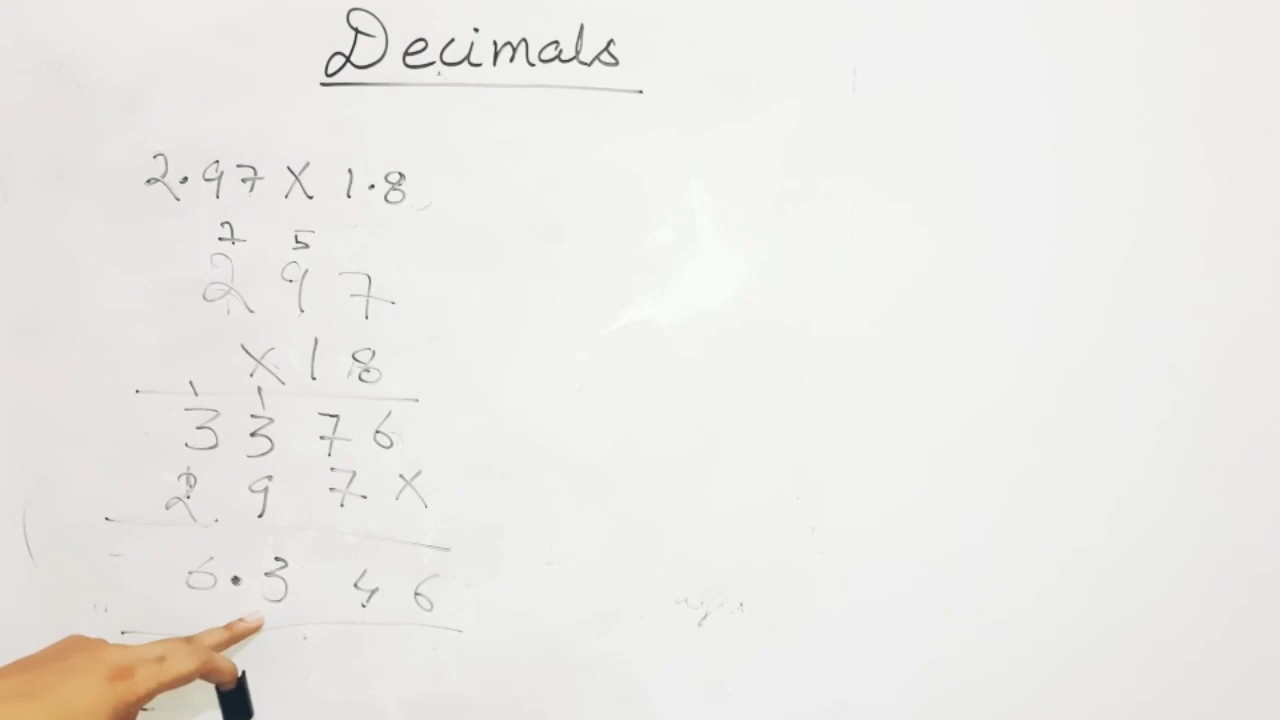 Decimals
2.97 X 1.8
7 5
2 9 7
X 1 8
1 1
3 3 7 6
2 9 7 X
6.3 4 6